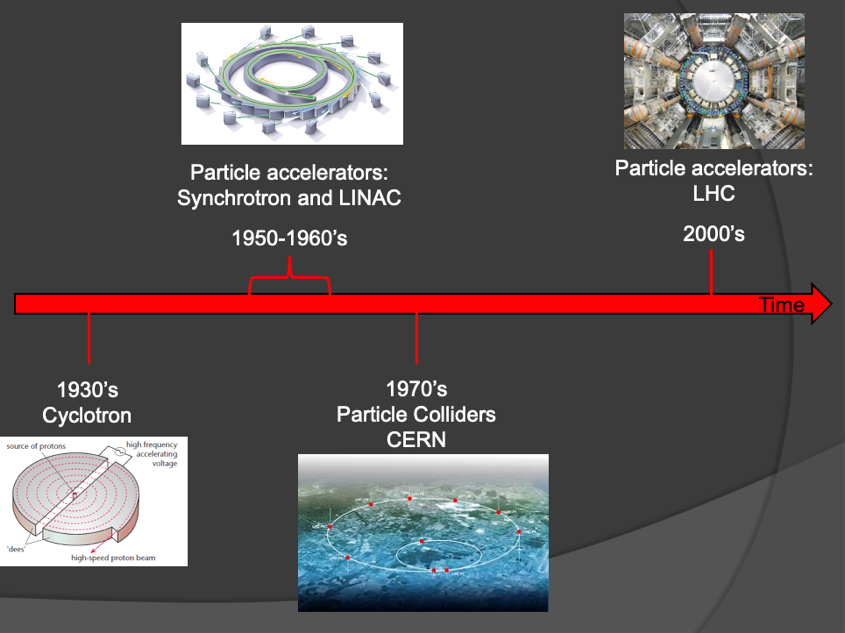 Particle accelerators:
Synchrotron and LINAC
1950-1960’s
Particle accelerators:
LHC
2000’s
Time
1930’s
Cyclotron
source of protons
high frequency
accelerating
voltage
'dees'
high-speed proton beam
1970’s
Particle Colliders
CERN